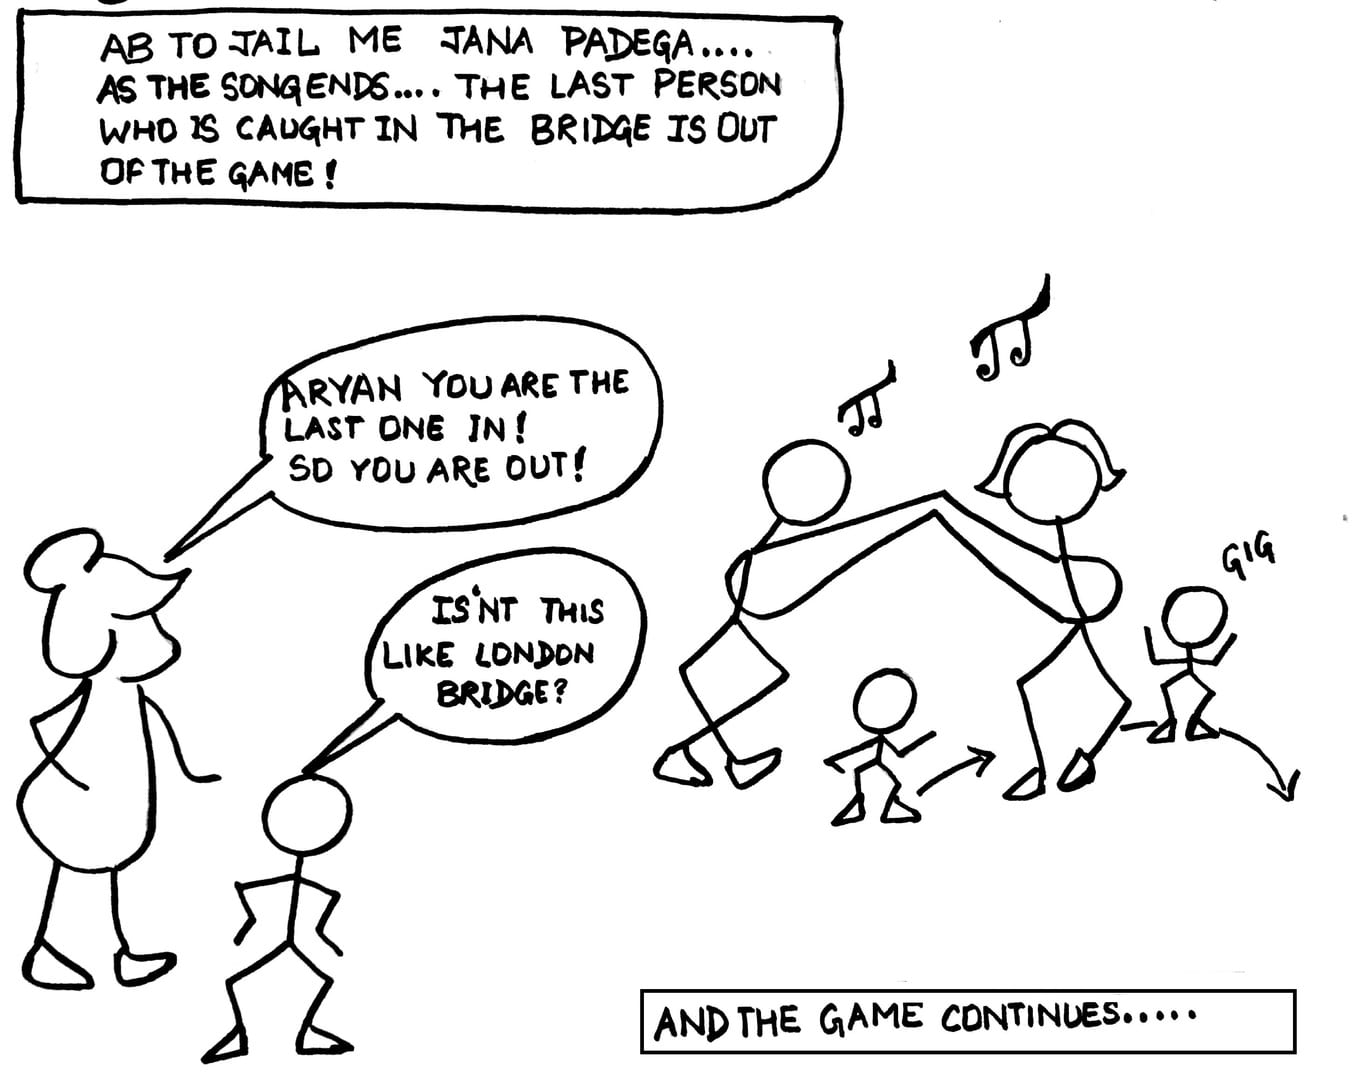 AB TO JAIL ME JANA PADEGA....
AS THE SONG ENDS.... THE LAST PERSON
WHO IS CAUGHT IN THE BRIDGE IS OUT
OF THE GAME!
ARYAN YOU ARE THE
LAST ONE IN!
SO YOU ARE OUT!
IS'NT THIS
LIKE LONDON
BRIDGE?
GIG
AND THE GAME CONTINUES.....